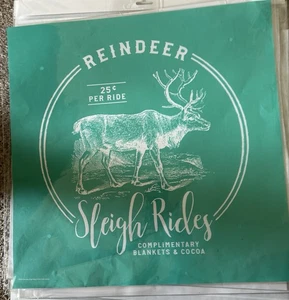 REINDEER
25¢
PER RIDE
Sleigh Rides
COMPLIMENTARY
BLANKETS & COCOA